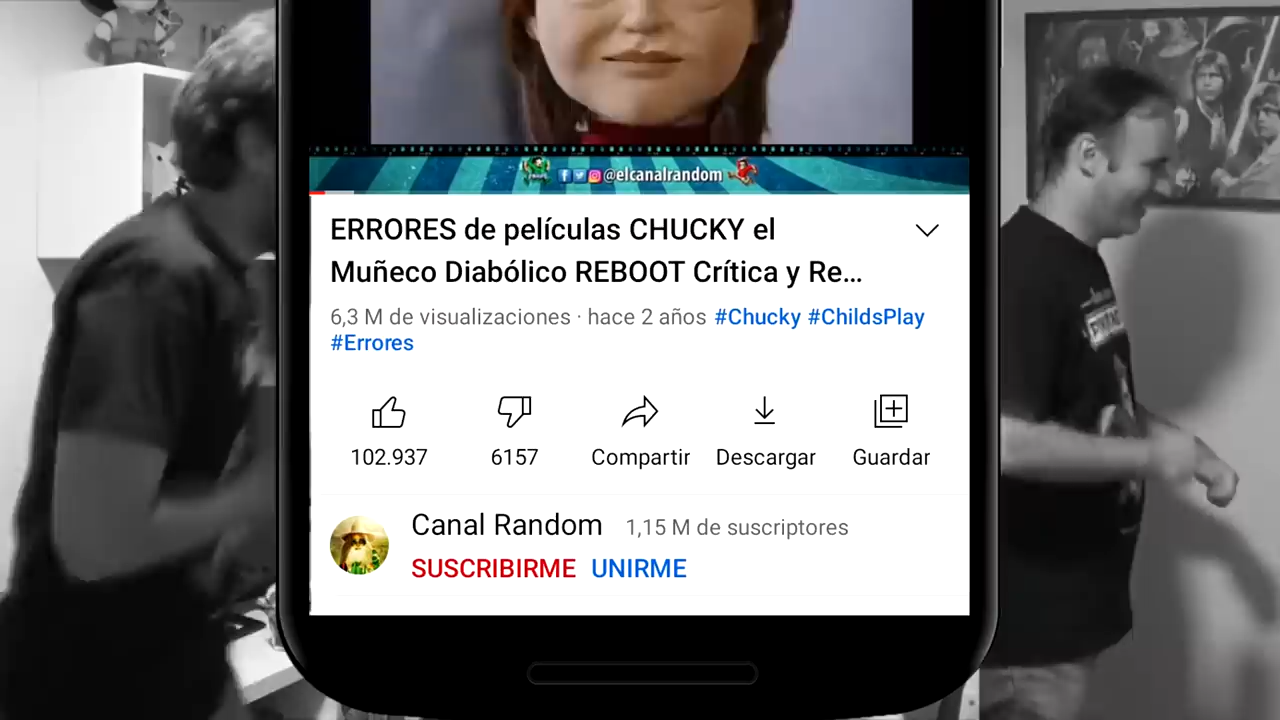 @elcanalrandom
ERRORES de películas CHUCKY el
Muñeco Diabólico REBOOT Crítica y Re...
6,3 M de visualizaciones · hace 2 años #Chucky #ChildsPlay
#Errores
102.937
6157
Compartir
Descargar
Guardar
Canal Random
1,15 M de suscriptores
SUSCRIBIRME
UNIRME